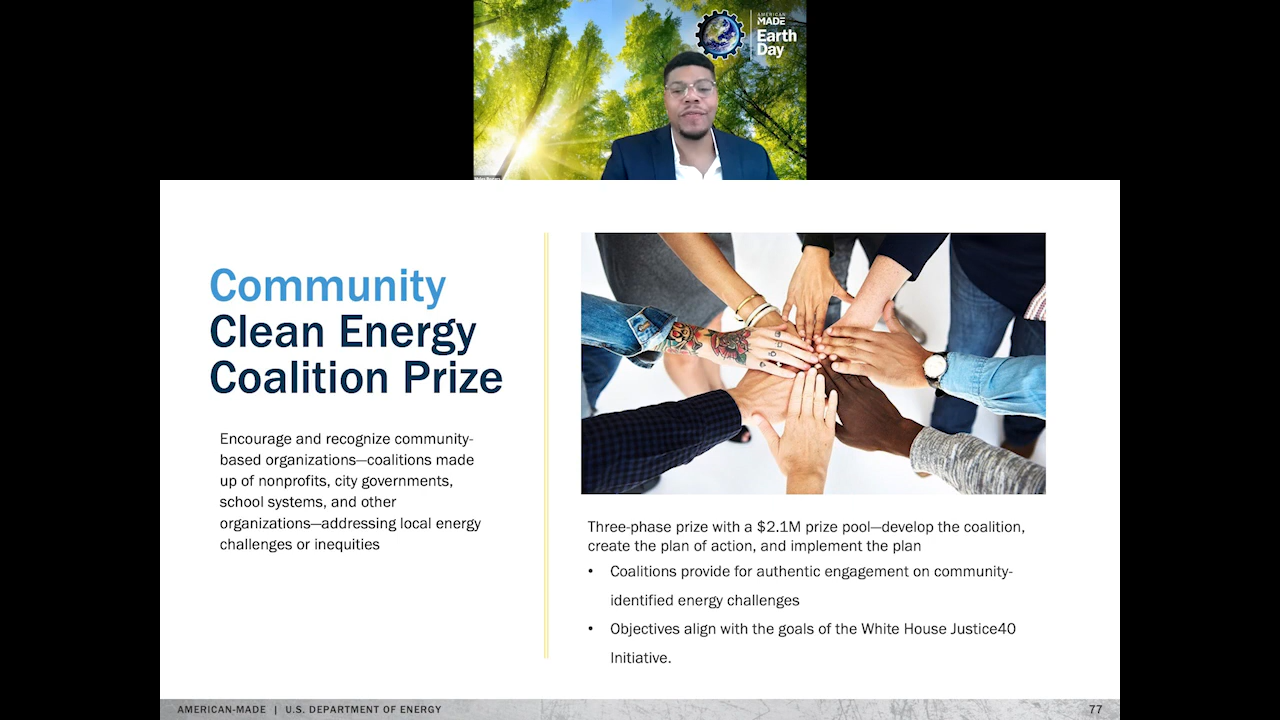 AMERICAN
MADE
Earth
Day
Community
Clean Energy
Coalition Prize
Encourage and recognize community-
based organizations—coalitions made
up of nonprofits, city governments,
school systems, and other
organizations—addressing local energy
challenges or inequities
Three-phase prize with a $2.1M prize pool—develop the coalition,
create the plan of action, and implement the plan
• Coalitions provide for authentic engagement on community-
identified energy challenges
• Objectives align with the goals of the White House Justice40
Initiative.
AMERICAN-MADE | U.S. DEPARTMENT OF ENERGY
77